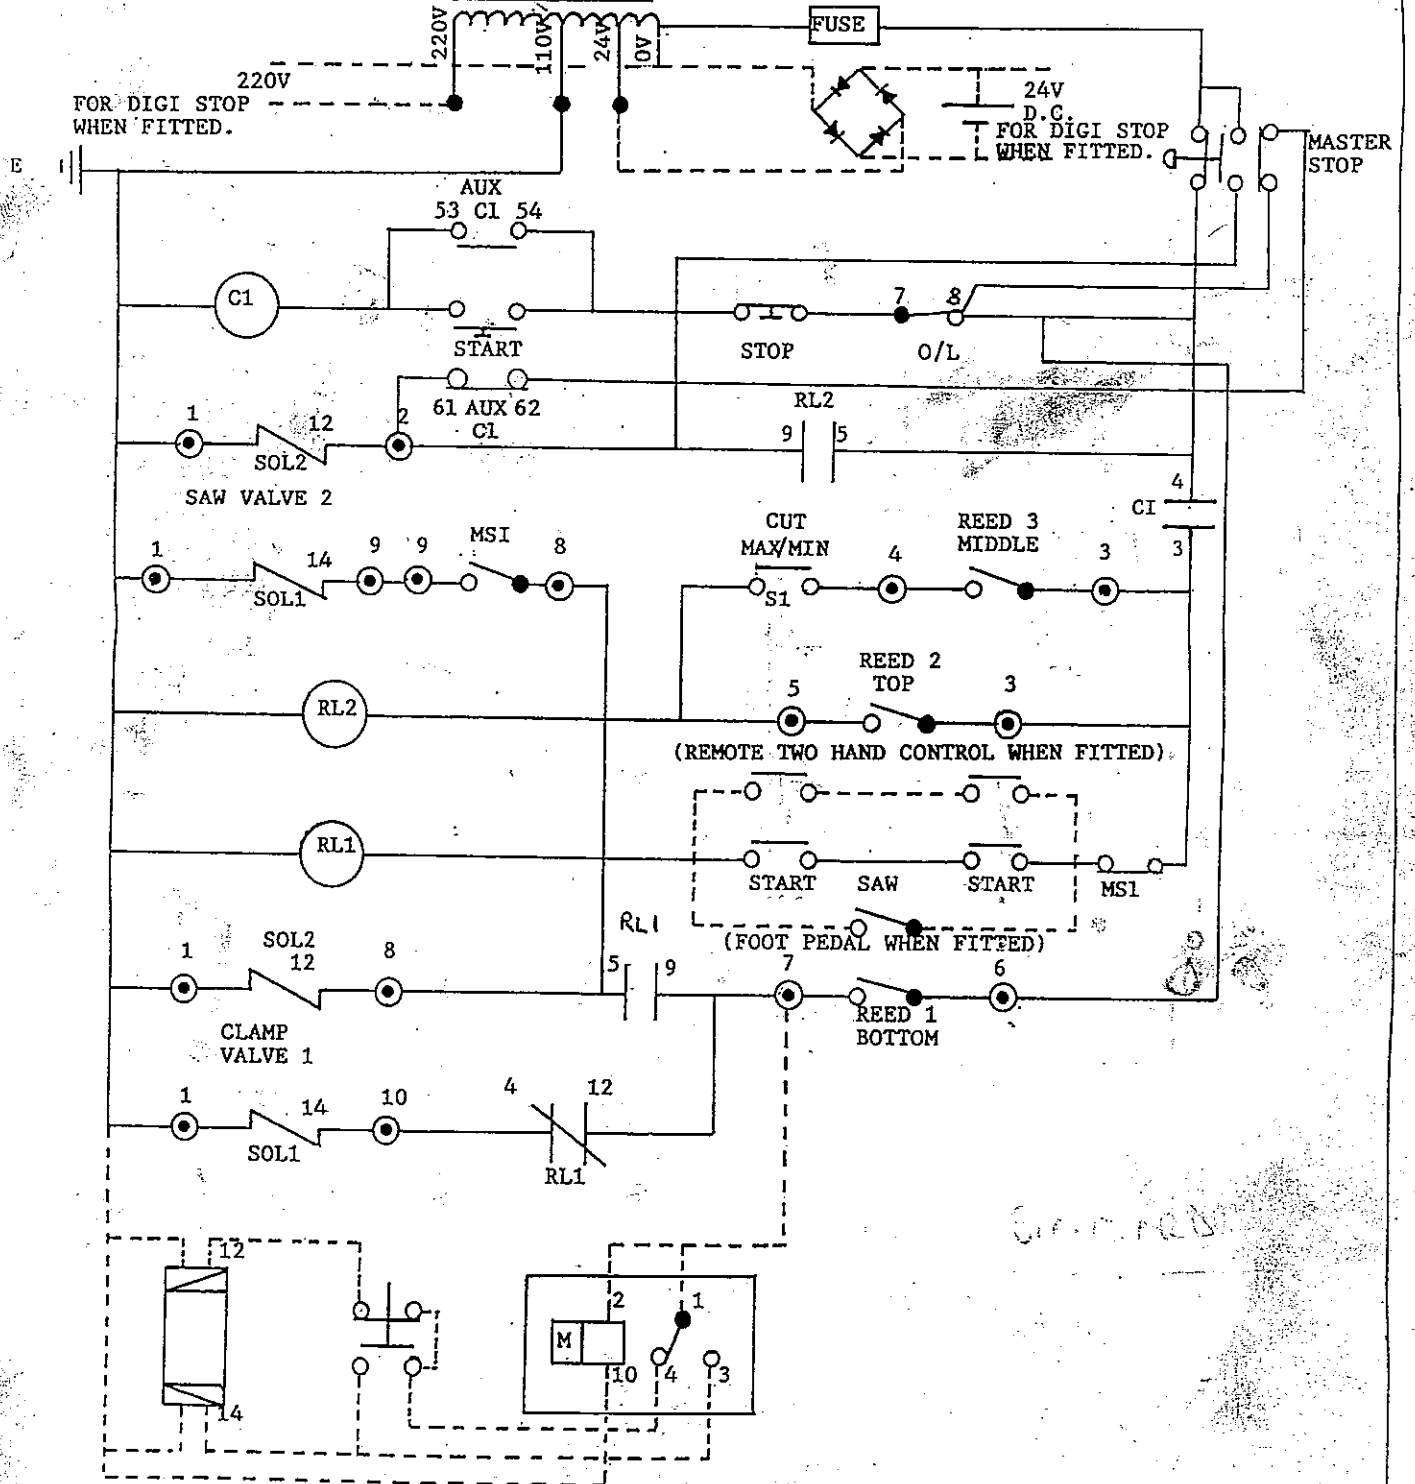 220V
110V
24V
0V
FUSE
220V
FOR DIGI STOP
WHEN FITTED.
24V
D.C.
FOR DIGI STOP
WHEN FITTED.
MASTER
STOP
E
AUX
53 CI 54
C1
START
STOP
7
8
O/L
61 AUX 62
C1
1
12
2
SOL2
SAW VALVE 2
RL2
9
5
4
CI
3
1
14
SOL1
9
9
MSI
8
CUT
MAX/MIN
S1
4
REED 3
MIDDLE
3
RL2
5
REED 2
TOP
3
(REMOTE TWO HAND CONTROL WHEN FITTED)
RL1
START
SAW
START
MS1
(FOOT PEDAL WHEN FITTED)
1
SOL2
12
8
CLAMP
VALVE 1
RL1
5
9
7
REED 1
BOTTOM
6
1
14
SOL1
10
4
12
RL1
12
14
M
2
10
1
4
3